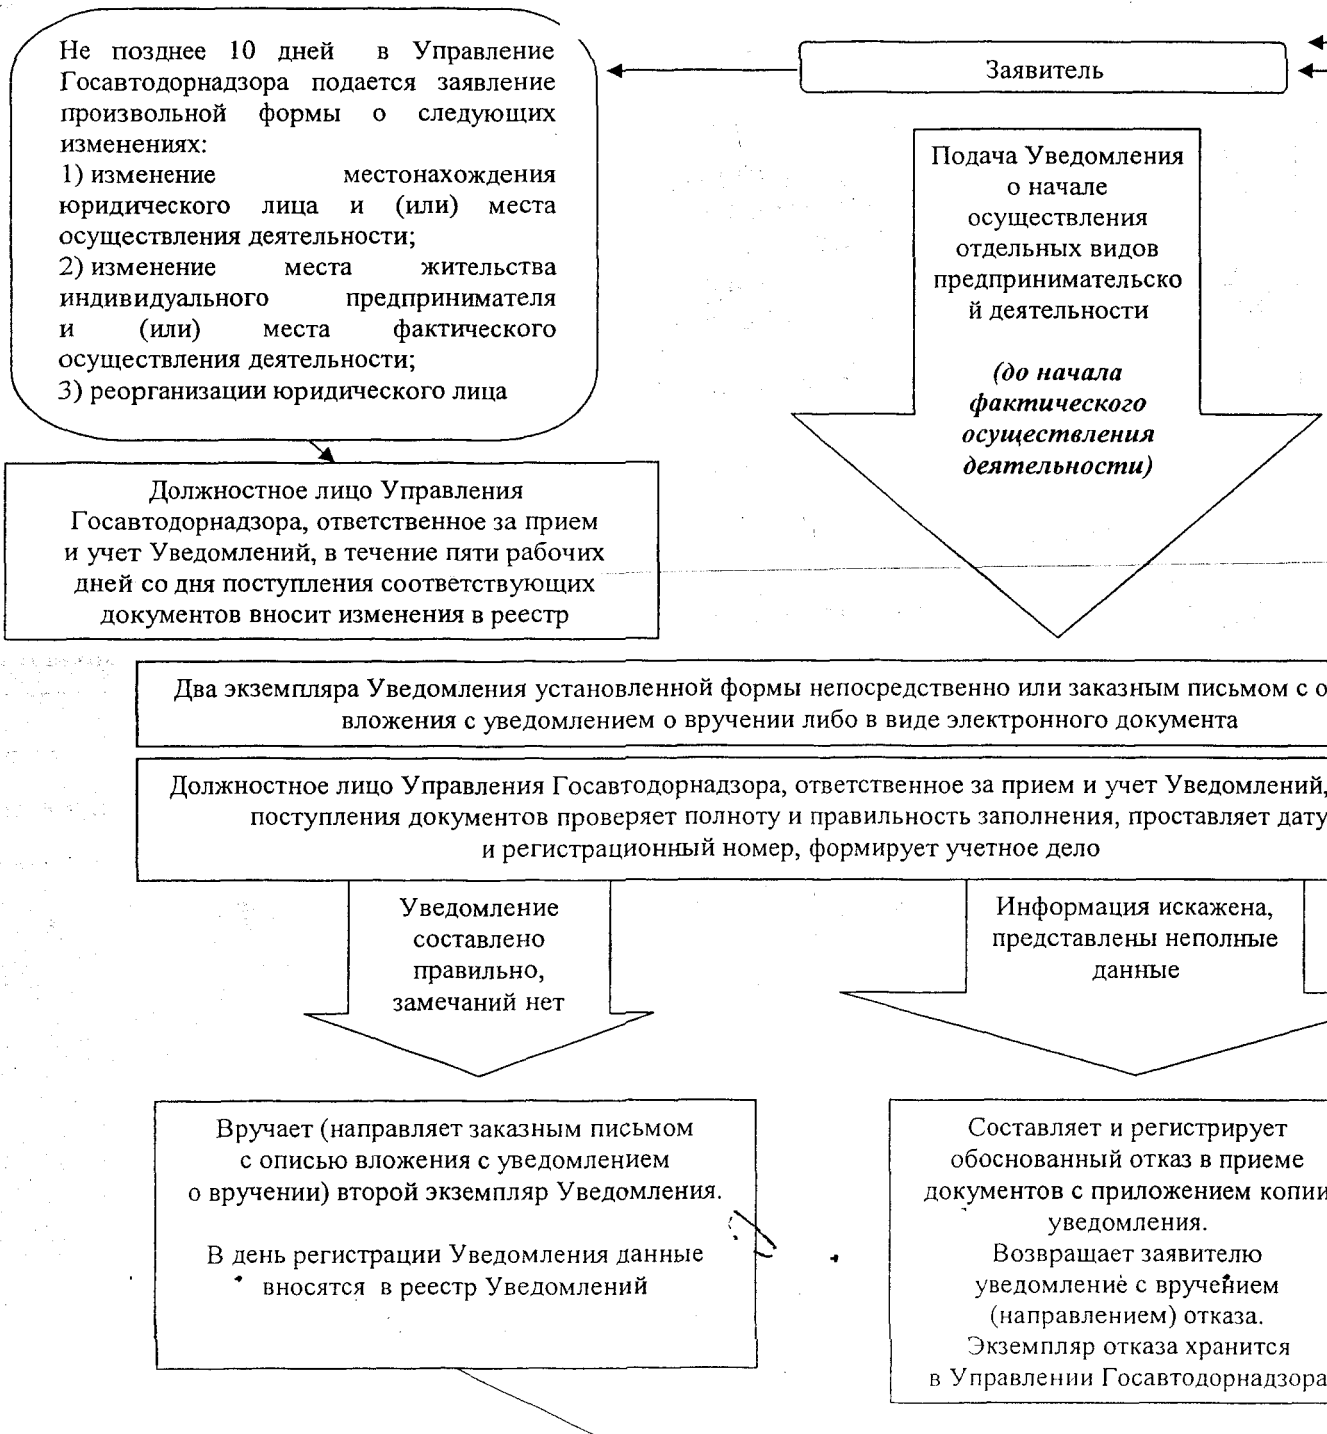 Не позднее 10 дней в Управление
Госавтодорнадзора подается заявление
произвольной формы о следующих
изменениях:
1) изменение местонахождения
юридического лица и (или) места
осуществления деятельности;
2) изменение места жительства
индивидуального предпринимателя
и (или) места фактического
осуществления деятельности;
3) реорганизации юридического лица
Заявитель
Подача Уведомления
о начале
осуществления
отдельных видов
предпринимательско
й деятельности
(до начала
фактического
осуществления
деятельности)
Должностное лицо Управления
Госавтодорнадзора, ответственное за прием
и учет Уведомлений, в течение пяти рабочих
дней со дня поступления соответствующих
документов вносит изменения в реестр
Два экземпляра Уведомления установленной формы непосредственно или заказным письмом с о
вложения с уведомлением о вручении либо в виде электронного документа
Должностное лицо Управления Госавтодорнадзора, ответственное за прием и учет Уведомлений,
поступления документов проверяет полноту и правильность заполнения, проставляет дату
и регистрационный номер, формирует учетное дело
Уведомление
составлено
правильно,
замечаний нет
Информация искажена,
представлены неполные
данные
Вручает (направляет заказным письмом
с описью вложения с уведомлением
о вручении) второй экземпляр Уведомления.
В день регистрации Уведомления данные
вносятся в реестр Уведомлений
Составляет и регистрирует
обоснованный отказ в приеме
документов с приложением копии
уведомления.
Возвращает заявителю
уведомление с вручением
(направлением) отказа.
Экземпляр отказа хранится
в Управлении Госавтодорнадзора